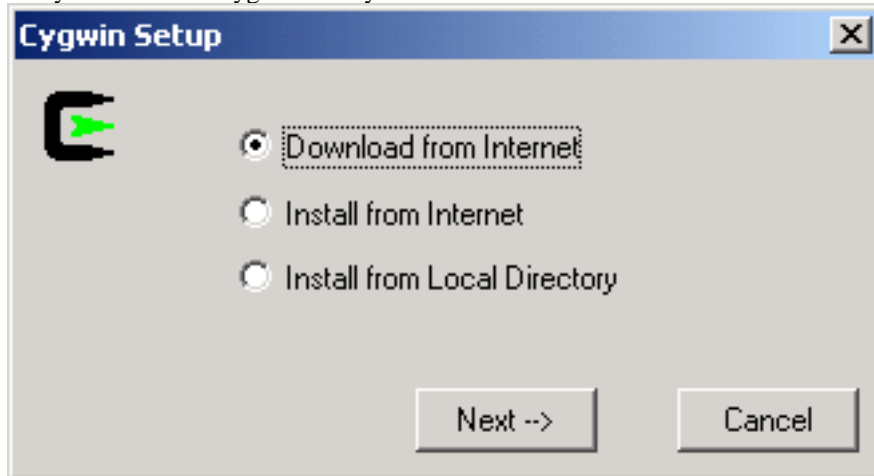 Cygwin Setup
Download from Internet
Install from Internet
Install from Local Directory
Next -->
Cancel